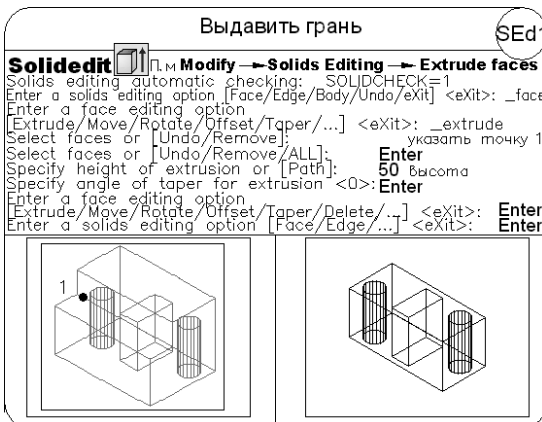 Выдавить грань
SEd1
Solidedit П.м Modify → Solids Editing → Extrude faces
Solids editing automatic checking: SOLIDCHECK=1
Enter a solids editing option [Face/Edge/Body/Undo/eXit] <eXit>: _face
Enter a face editing option
[Extrude/Move/Rotate/Offset/Taper/...] <eXit>: _extrude
Select faces or [Undo/Remove]: указать точку 1
Select faces or [Undo/Remove/ALL]: Enter
Specify height of extrusion or [Path]: 50 высота
Specify angle of taper for extrusion <0>: Enter
Enter a face editing option
[Extrude/Move/Rotate/Offset/Taper/Delete/...] <eXit>: Enter
Enter a solids editing option [Face/Edge/...] <eXit>: Enter
1